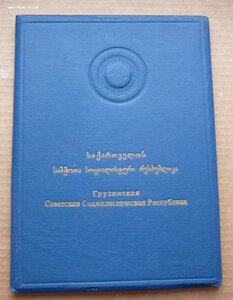 საქართველოს
საბჭოთა სოციალისტური რესპუბლიკა
Грузинская
Советская Социалистическая Республика